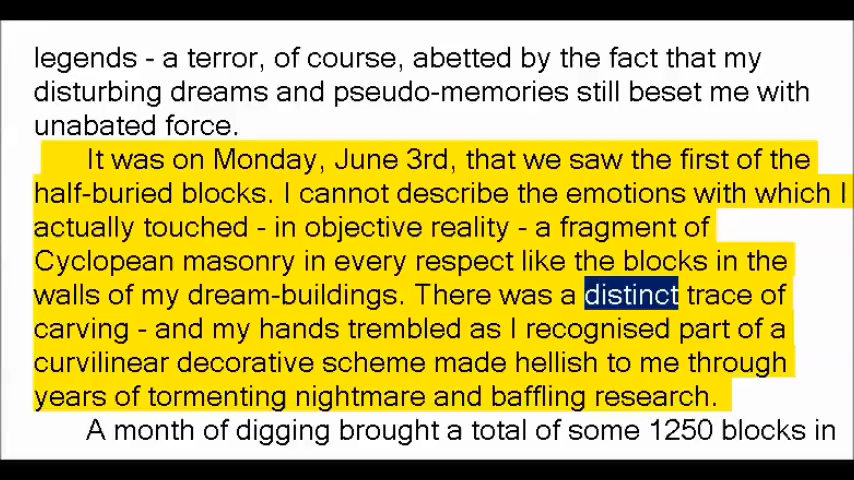 legends - a terror, of course, abetted by the fact that my
disturbing dreams and pseudo-memories still beset me with
unabated force.
It was on Monday, June 3rd, that we saw the first of the
half-buried blocks. I cannot describe the emotions with which I
actually touched - in objective reality - a fragment of
Cyclopean masonry in every respect like the blocks in the
walls of my dream-buildings. There was a distinct trace of
carving - and my hands trembled as I recognised part of a
curvilinear decorative scheme made hellish to me through
years of tormenting nightmare and baffling research.
A month of digging brought a total of some 1250 blocks in